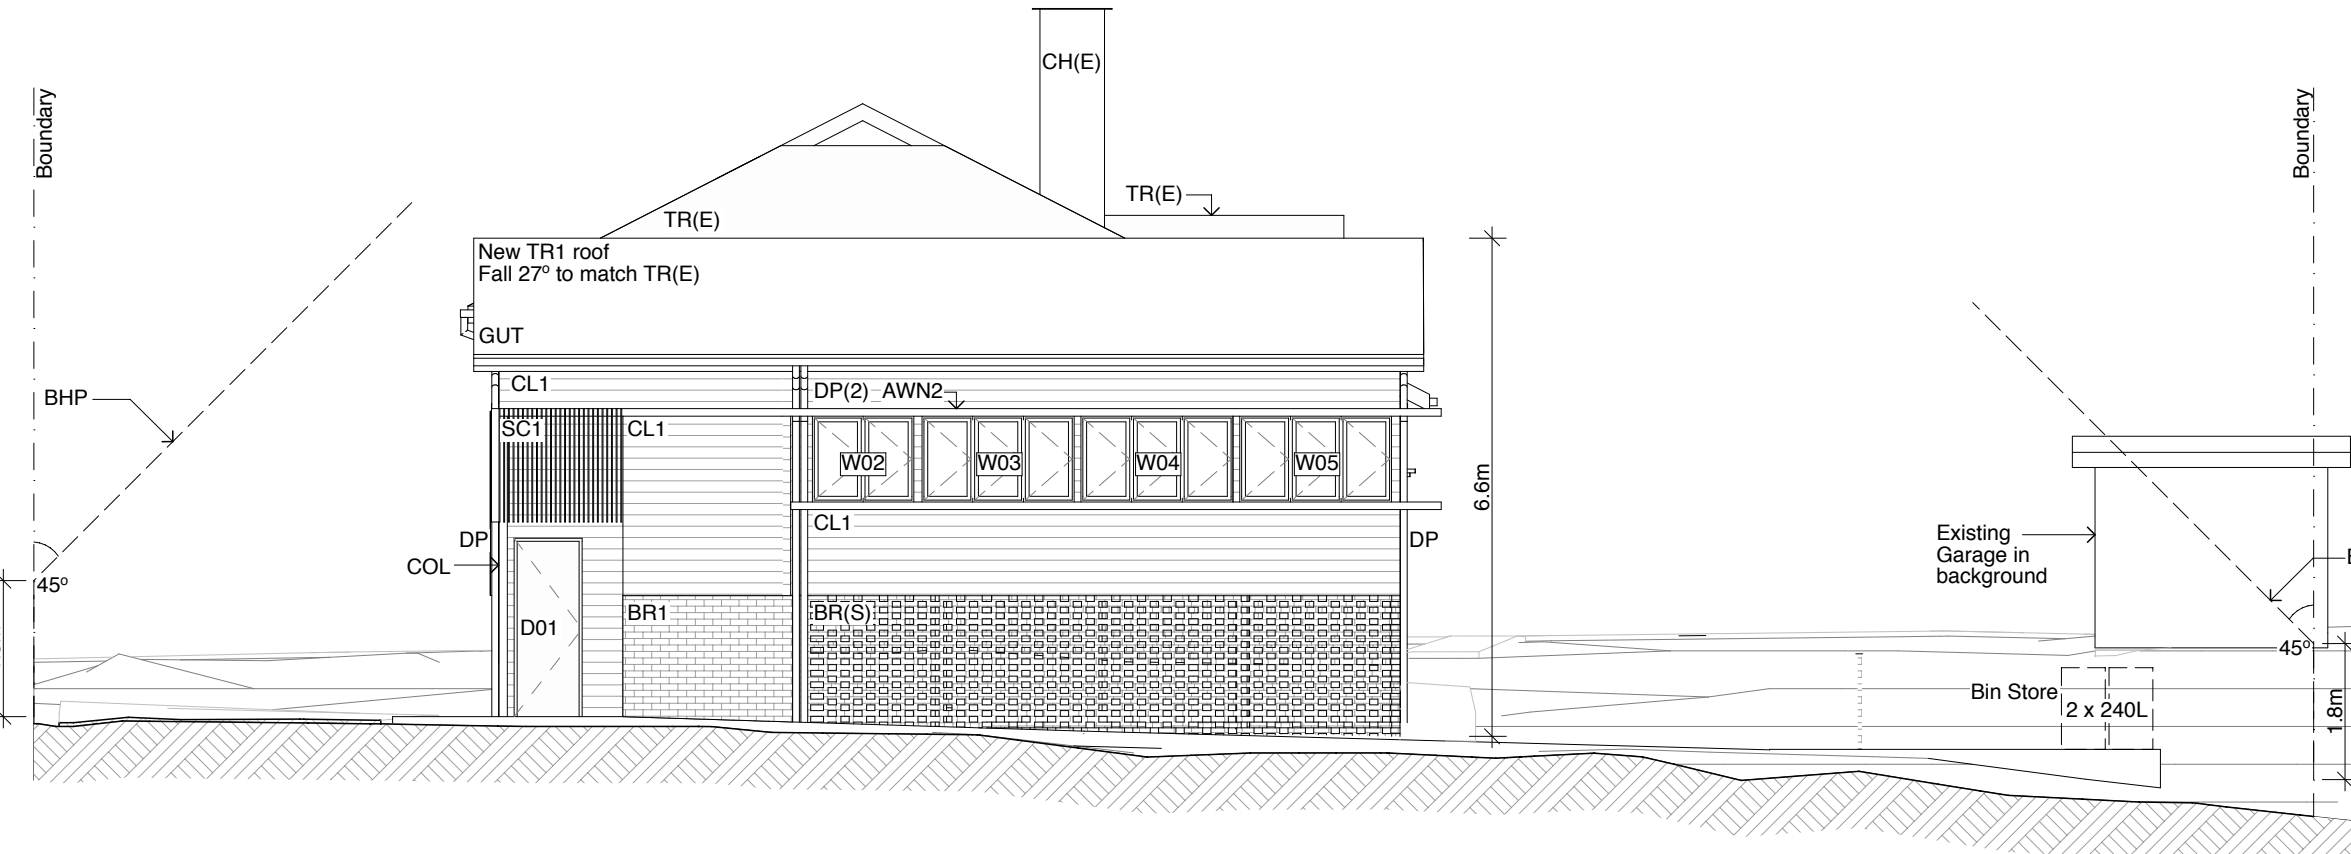 CH(E)
Boundary
Boundary
TR(E)
TR(E)
New TR1 roof
Fall 27º to match TR(E)
GUT
BHP
CL1
DP(2)
AWN2
SC1
CL1
W02
W03
W04
W05
6.6m
CL1
DP
DP
COL
Existing
Garage in
background
45º
BR1
BR(S)
D01
45º
Bin Store
2 x 240L
1.8m